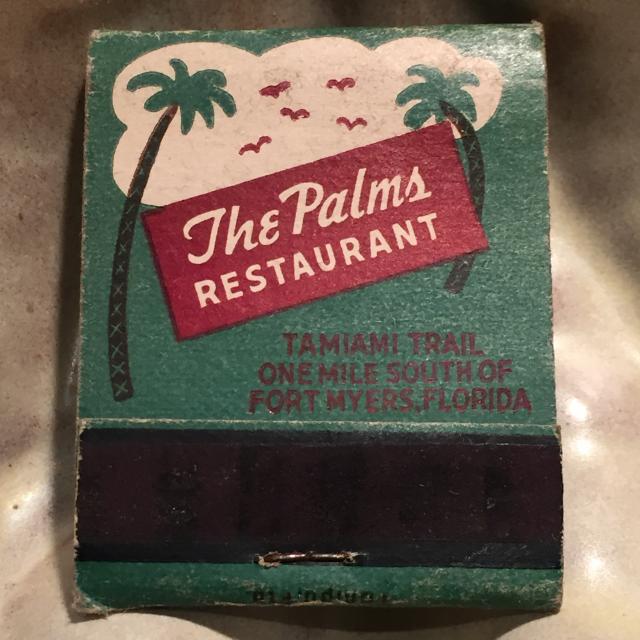 The Palms
RESTAURANT
TAMIAMI TRAIL
ONE MILE SOUTH OF
FORT MYERS, FLORIDA